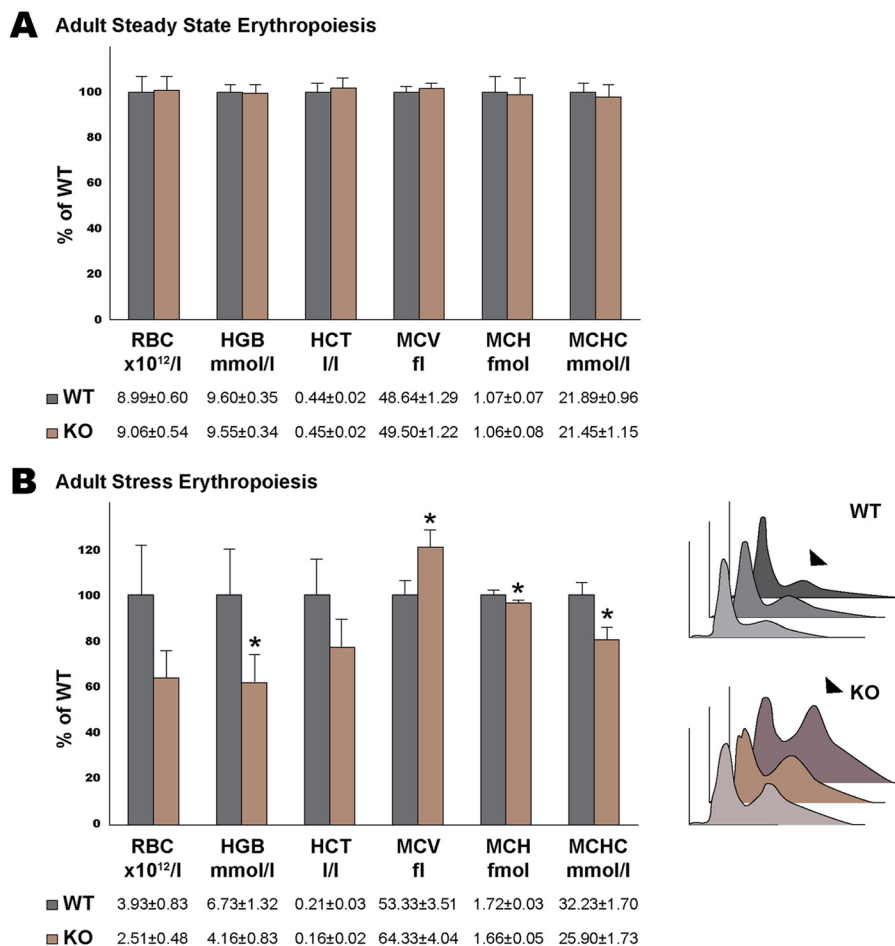 A Adult Steady State Erythropoiesis
% of WT
100
80
60
40
20
0
RBC HGB HCT MCV MCH MCHC
x10¹²/l mmol/l l/l fl fmol mmol/l
WT 8.99±0.60 9.60±0.35 0.44±0.02 48.64±1.29 1.07±0.07 21.89±0.96
KO 9.06±0.54 9.55±0.34 0.45±0.02 49.50±1.22 1.06±0.08 21.45±1.15
B Adult Stress Erythropoiesis
% of WT
120
100
80
60
40
20
0
* * * *
WT
KO
RBC HGB HCT MCV MCH MCHC
x10¹²/l mmol/l l/l fl fmol mmol/l
WT 3.93±0.83 6.73±1.32 0.21±0.03 53.33±3.51 1.72±0.03 32.23±1.70
KO 2.51±0.48 4.16±0.83 0.16±0.02 64.33±4.04 1.66±0.05 25.90±1.73